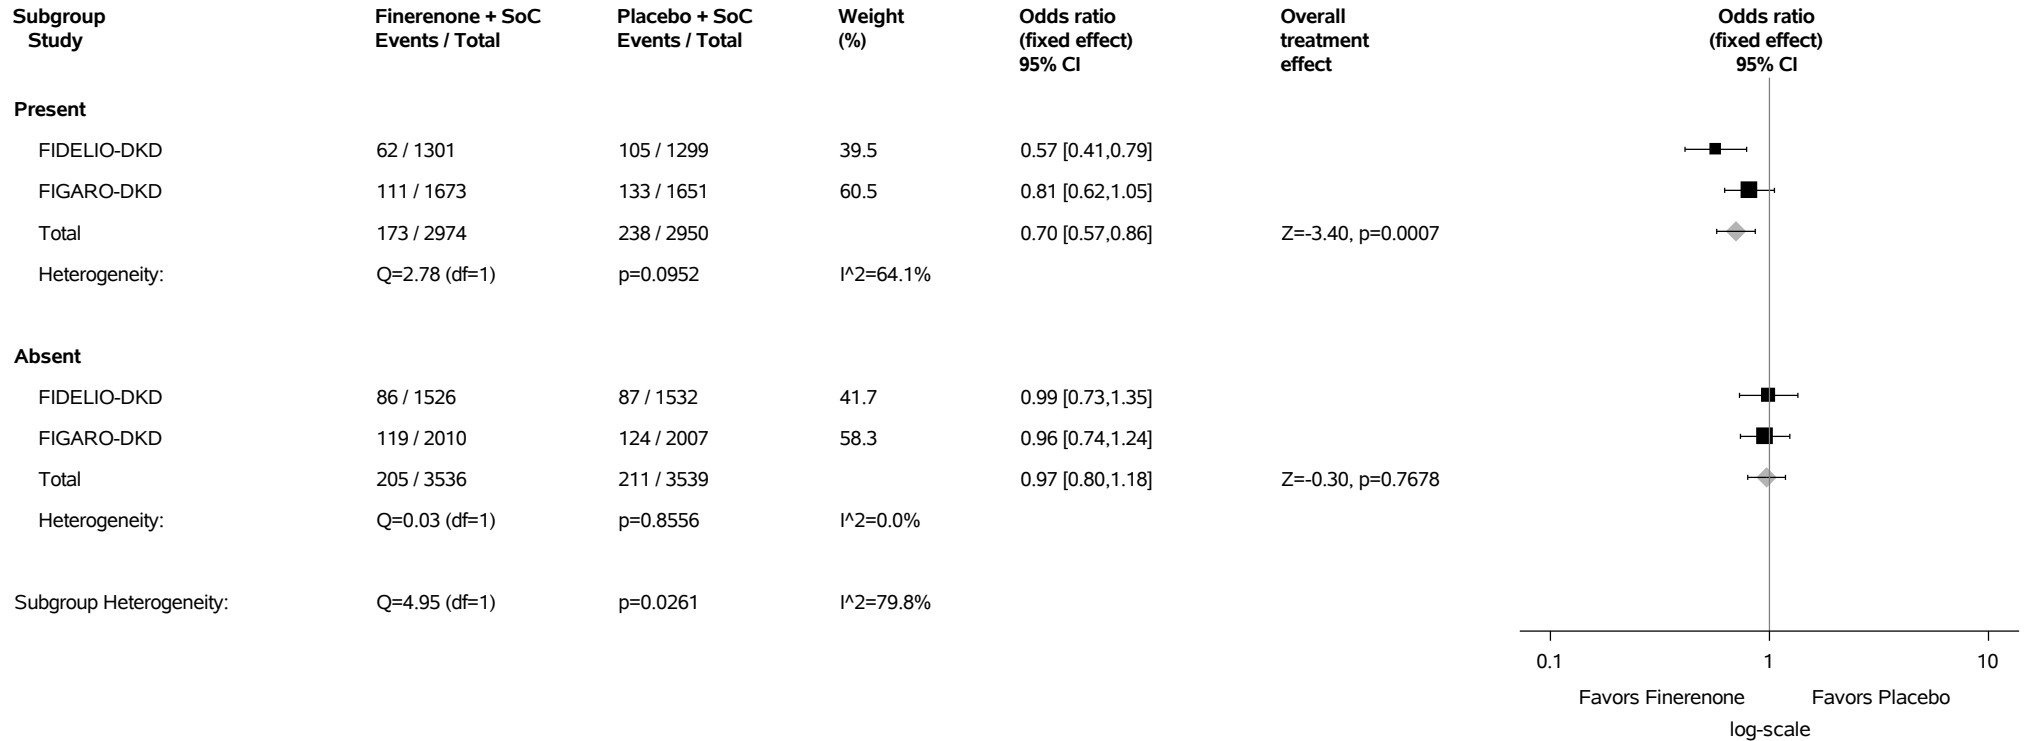 Subgroup Finerenone + SoC Placebo + SoC Weight Odds ratio Overall Odds ratio
Study Events / Total Events / Total (%) (fixed effect) treatment (fixed effect)
95% CI effect 95% CI
Present
FIDELIO-DKD 62 / 1301 105 / 1299 39.5 0.57 [0.41,0.79]
FIGARO-DKD 111 / 1673 133 / 1651 60.5 0.81 [0.62,1.05]
Total 173 / 2974 238 / 2950 0.70 [0.57,0.86] Z=-3.40, p=0.0007
Heterogeneity: Q=2.78 (df=1) p=0.0952 I^2=64.1%
Absent
FIDELIO-DKD 86 / 1526 87 / 1532 41.7 0.99 [0.73,1.35]
FIGARO-DKD 119 / 2010 124 / 2007 58.3 0.96 [0.74,1.24]
Total 205 / 3536 211 / 3539 0.97 [0.80,1.18] Z=-0.30, p=0.7678
Heterogeneity: Q=0.03 (df=1) p=0.8556 I^2=0.0%
Subgroup Heterogeneity: Q=4.95 (df=1) p=0.0261 I^2=79.8%
0.1 1 10
Favors Finerenone Favors Placebo
log-scale